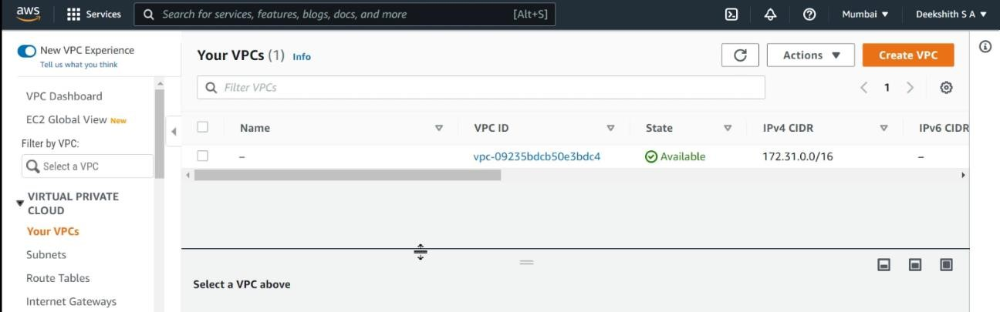 aws Services Search for services, features, blogs, docs, and more [Alt+S] Mumbai Deekshith S A
New VPC Experience
Tell us what you think
VPC Dashboard
EC2 Global View New
Filter by VPC:
Select a VPC
VIRTUAL PRIVATE
CLOUD
Your VPCs
Subnets
Route Tables
Internet Gateways
Your VPCs (1) Info Actions Create VPC
Filter VPCs 1
Name VPC ID State IPv4 CIDR IPv6 CIDR
– vpc-09235bdcb50e3bdc4 Available 172.31.0.0/16 –
Select a VPC above